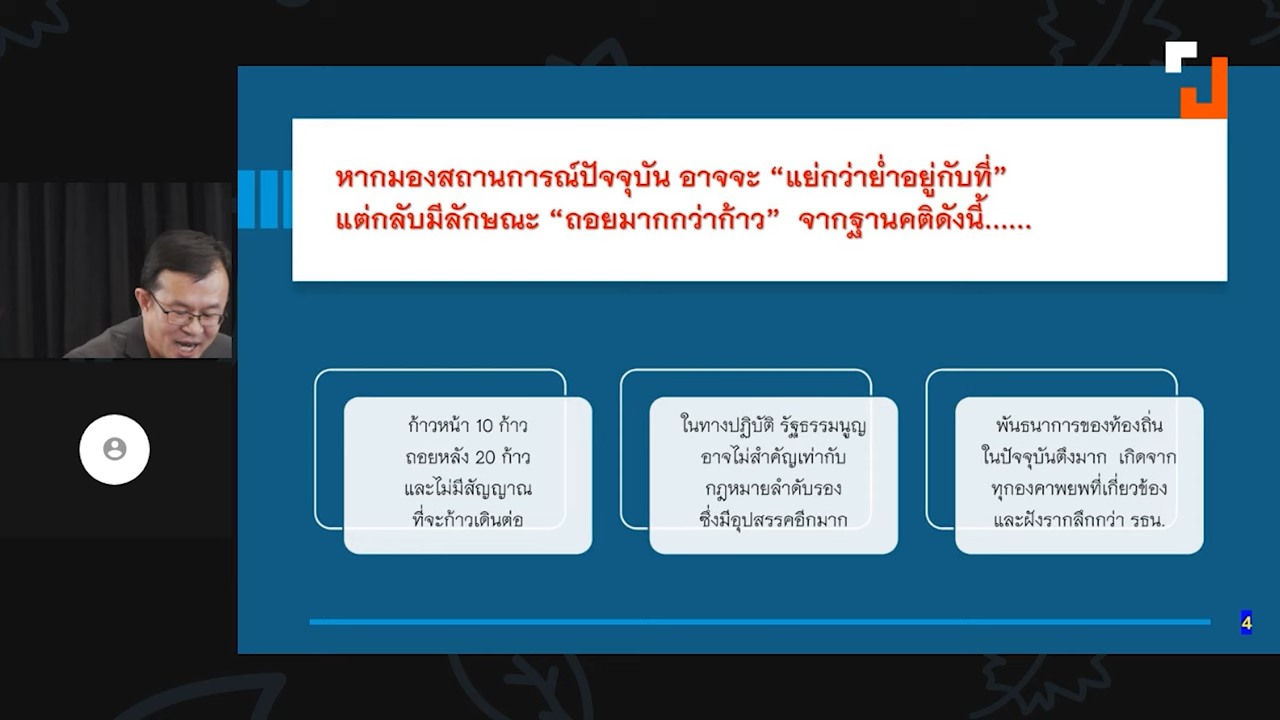 หากมองสถานการณ์ปัจจุบัน อาจจะ “แย่กว่าย่ำอยู่กับที่”
แต่กลับมีลักษณะ “ถอยมากกว่าก้าว” จากฐานคติดังนี้......
ก้าวหน้า 10 ก้าว
ถอยหลัง 20 ก้าว
และไม่มีสัญญาณ
ที่จะก้าวเดินต่อ
ในทางปฏิบัติ รัฐธรรมนูญ
อาจไม่สำคัญเท่ากับ
กฎหมายลำดับรอง
ซึ่งมีอุปสรรคอีกมาก
พันธนาการของท้องถิ่น
ในปัจจุบันตึงมาก เกิดจาก
ทุกองคาพยพที่เกี่ยวข้อง
และฝังรากลึกกว่า รธน.
4